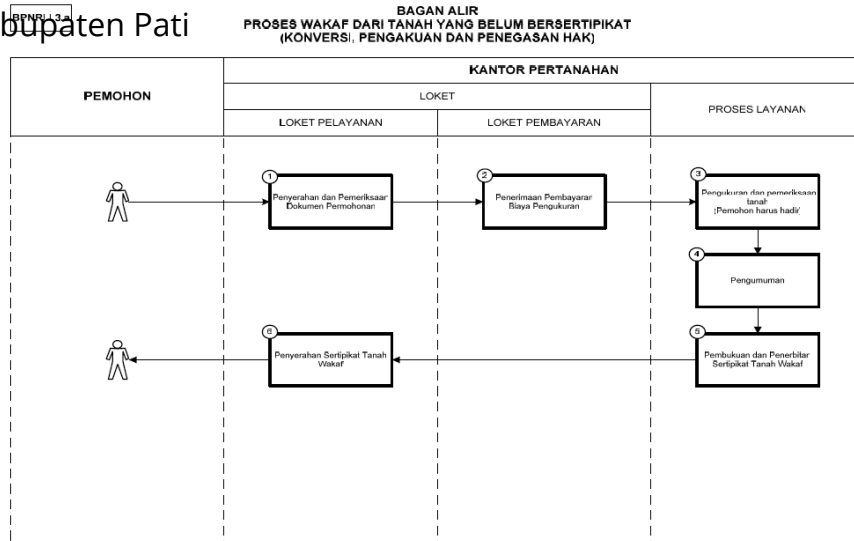 BPNRI.I.3.a
bupaten Pati
BAGAN ALIR
PROSES WAKAF DARI TANAH YANG BELUM BERSERTIPIKAT
(KONVERSI, PENGAKUAN DAN PENEGASAN HAK)
KANTOR PERTANAHAN
PEMOHON
LOKET
PROSES LAYANAN
LOKET PELAYANAN
LOKET PEMBAYARAN
1
Penyerahan dan Pemeriksaan
Dokumen Permohonan
2
Penerimaan Pembayaran
Biaya Pengukuran
3
Pengukuran dan pemeriksaan
tanah
(Pemohon harus hadir)
4
Pengumuman
5
Pembukuan dan Penerbitan
Sertipikat Tanah Wakaf
6
Penyerahan Sertipikat Tanah
Wakaf